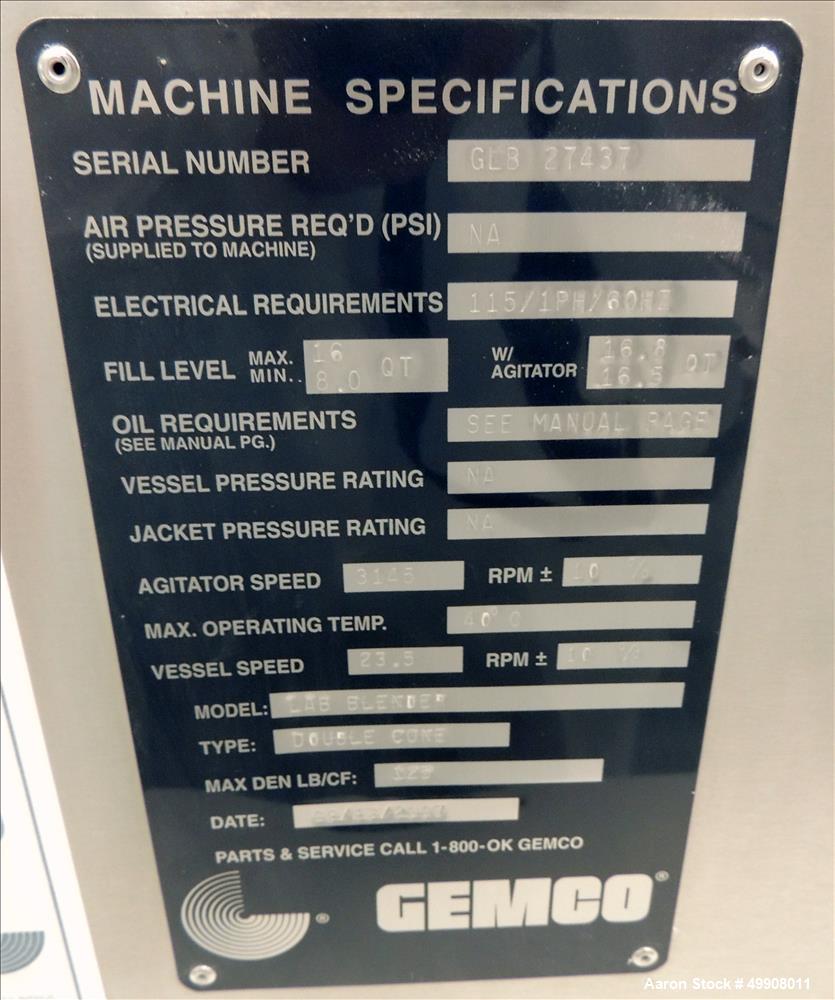 MACHINE SPECIFICATIONS
SERIAL NUMBER GLB 27437
AIR PRESSURE REQ'D (PSI) NA
(SUPPLIED TO MACHINE)
ELECTRICAL REQUIREMENTS 115/1PH/60HZ
FILL LEVEL MAX. 16 QT W/ 16.8 QT
MIN.. 8.0 AGITATOR 16.5
OIL REQUIREMENTS SEE MANUAL PAGE
(SEE MANUAL PG.)
VESSEL PRESSURE RATING NA
JACKET PRESSURE RATING NA
AGITATOR SPEED 3145 RPM ± 10 %
MAX. OPERATING TEMP. 40° C
VESSEL SPEED 23.5 RPM ± 10 %
MODEL: LAB BLENDER
TYPE: DOUBLE CONE
MAX DEN LB/CF:
DATE:
PARTS & SERVICE CALL 1-800-OK GEMCO
® GEMCO®
Aaron Stock # 49908011